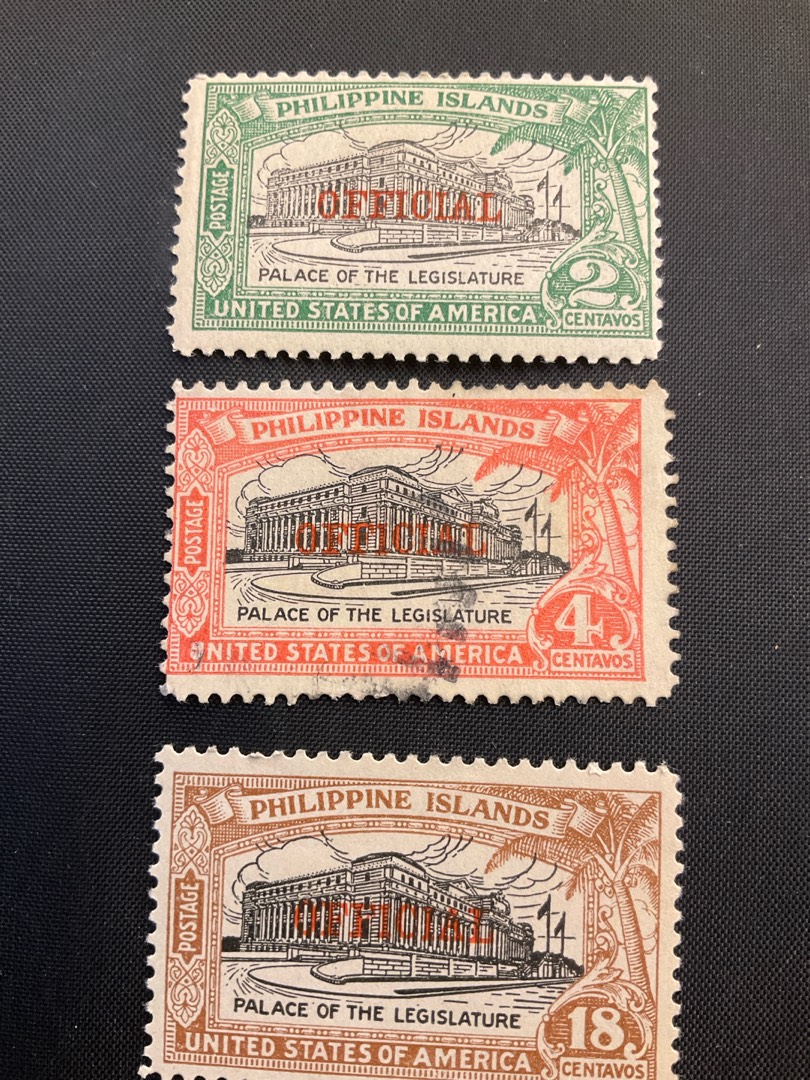 PHILIPPINE ISLANDS
POSTAGE
OFFICIAL
PALACE OF THE LEGISLATURE
2
UNITED STATES OF AMERICA
CENTAVOS
PHILIPPINE ISLANDS
POSTAGE
OFFICIAL
PALACE OF THE LEGISLATURE
4
UNITED STATES OF AMERICA
CENTAVOS
PHILIPPINE ISLANDS
POSTAGE
OFFICIAL
PALACE OF THE LEGISLATURE
18
UNITED STATES OF AMERICA
CENTAVOS